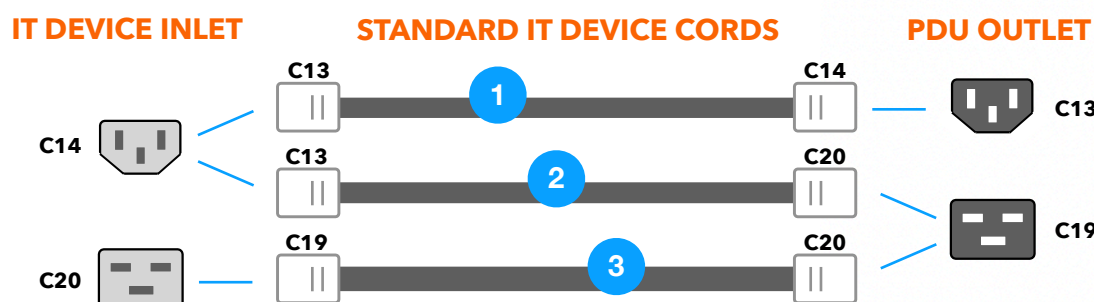 IT DEVICE INLET
STANDARD IT DEVICE CORDS
PDU OUTLET
C13
C14
1
C14
C13
C13
C20
2
C19
C19
C20
3
C20